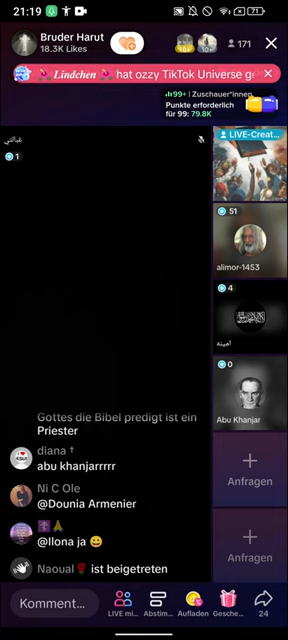 21:19
71
Bruder Harut
18.3K Likes
10+
171
Lindchen hat ozzy TikTok Universe ge
99+ | Zuschauer*innen
Punkte erforderlich
für 99: 79.8K
1
LIVE-Creat...
51
alimor-1453
4
أمينه
0
Abu Khanjar
Anfragen
Anfragen
Gottes die Bibel predigt ist ein
Priester
diana †
abu khanjarrrrr
Ni C Ole
@Dounia Armenier
@Ilona ja 😀
Naoual🌹 ist beigetreten
Komment...
LIVE mi...
Abstim...
Aufladen
Gesche...
24